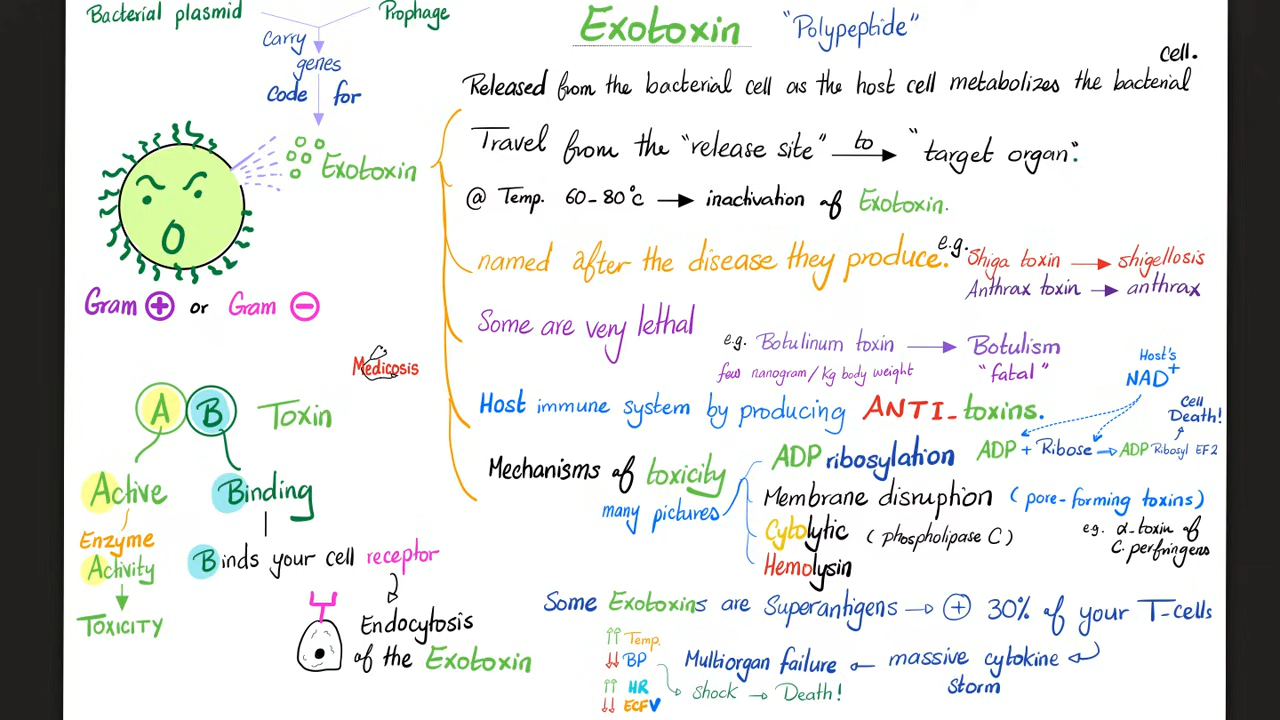 Bacterial plasmid
Prophage
Carry
genes
Code for
Exotoxin
Gram + or Gram −
Medicosis
A B Toxin
Active
Enzyme
Activity
TOXICITY
Binding
Binds your cell receptor
Endocytosis
of the Exotoxin
Exotoxin "Polypeptide"
Released from the bacterial cell as the host cell metabolizes the bacterial cell.
Travel from the "release site" to → "target organ".
@ Temp. 60-80°C → inactivation of Exotoxin.
named after the disease they produce. e.g. Shiga toxin → shigellosis
Anthrax toxin → anthrax
Some are very lethal
e.g. Botulinum toxin → Botulism
few nanogram/kg body weight "fatal"
Host's
NAD+
Host immune system by producing ANTI-toxins.
Cell
Death!
Mechanisms of toxicity
many pictures
ADP ribosylation ADP + Ribose → ADP Ribosyl EF2
Membrane disruption (pore-forming toxins)
Cytolytic (phospholipase C) e.g. α-toxin of
C. perfringens
Hemolysin
Some Exotoxins are Superantigens → + 30% of your T-cells
massive cytokine
storm
Multiorgan failure
↑↑ Temp.
↓↓ BP
↑↑ HR
↓↓ ECFV
shock → Death!